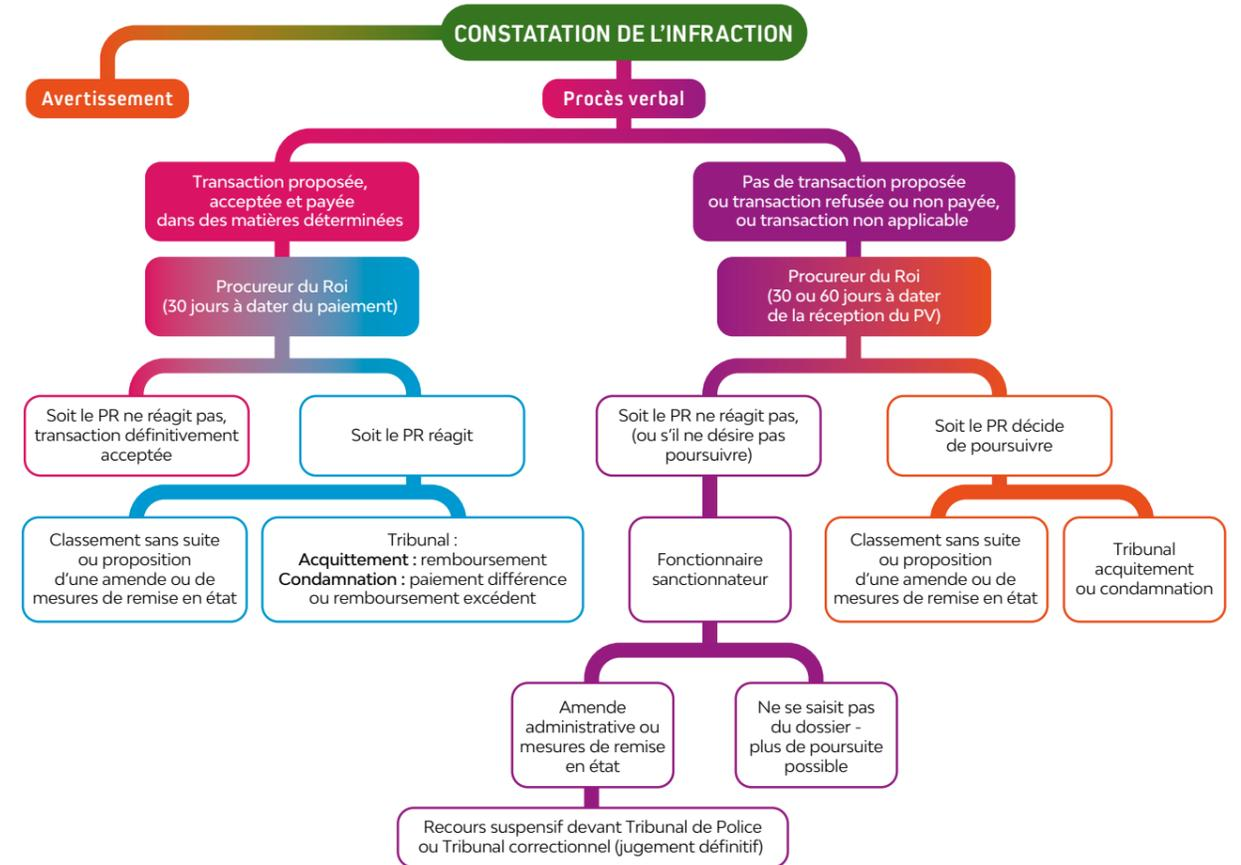 CONSTATATION DE L'INFRACTION
Avertissement
Procès verbal
Transaction proposée,
acceptée et payée
dans des matières déterminées
Pas de transaction proposée
ou transaction refusée ou non payée,
ou transaction non applicable
Procureur du Roi
(30 jours à dater du paiement)
Procureur du Roi
(30 ou 60 jours à dater
de la réception du PV)
Soit le PR ne réagit pas,
transaction définitivement
acceptée
Soit le PR réagit
Soit le PR ne réagit pas,
(ou s'il ne désire pas
poursuivre)
Soit le PR décide
de poursuivre
Classement sans suite
ou proposition
d'une amende ou de
mesures de remise en état
Tribunal :
Acquittement : remboursement
Condamnation : paiement différence
ou remboursement excédent
Fonctionnaire
sanctionnateur
Classement sans suite
ou proposition
d'une amende ou de
mesures de remise en état
Tribunal
acquitement
ou condamnation
Amende
administrative ou
mesures de remise
en état
Ne se saisit pas
du dossier -
plus de poursuite
possible
Recours suspensif devant Tribunal de Police
ou Tribunal correctionnel (jugement définitif)